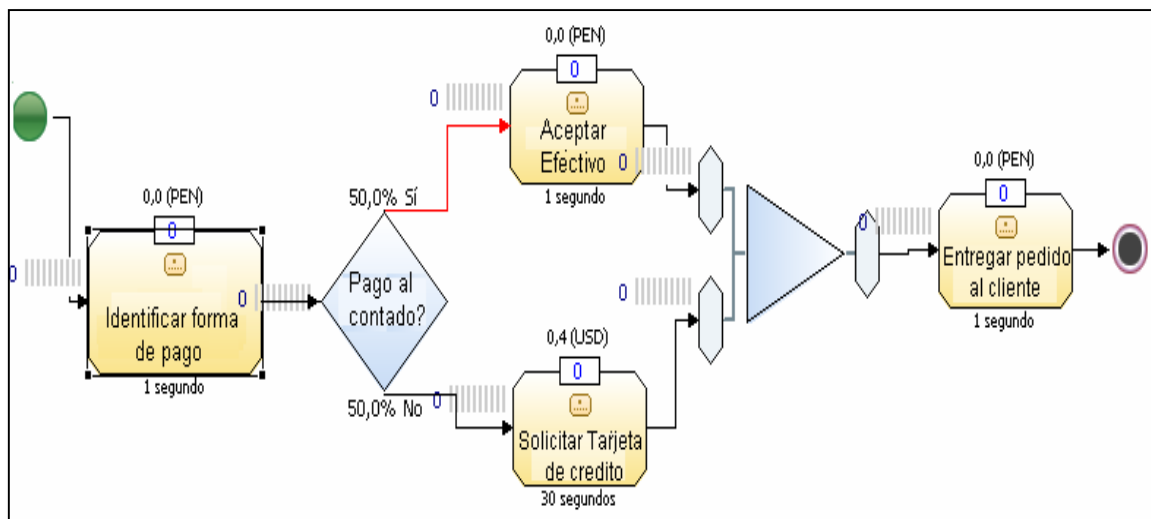 0
0,0 (PEN)
0
Identificar forma
de pago
1 segundo
0
50,0% Sí
Pago al
contado?
50,0% No
0
0,0 (PEN)
0
Aceptar
Efectivo
1 segundo
0
0
0,4 (USD)
0
Solicitar Tarjeta
de credito
30 segundos
0
0
0,0 (PEN)
0
Entregar pedido
al cliente
1 segundo